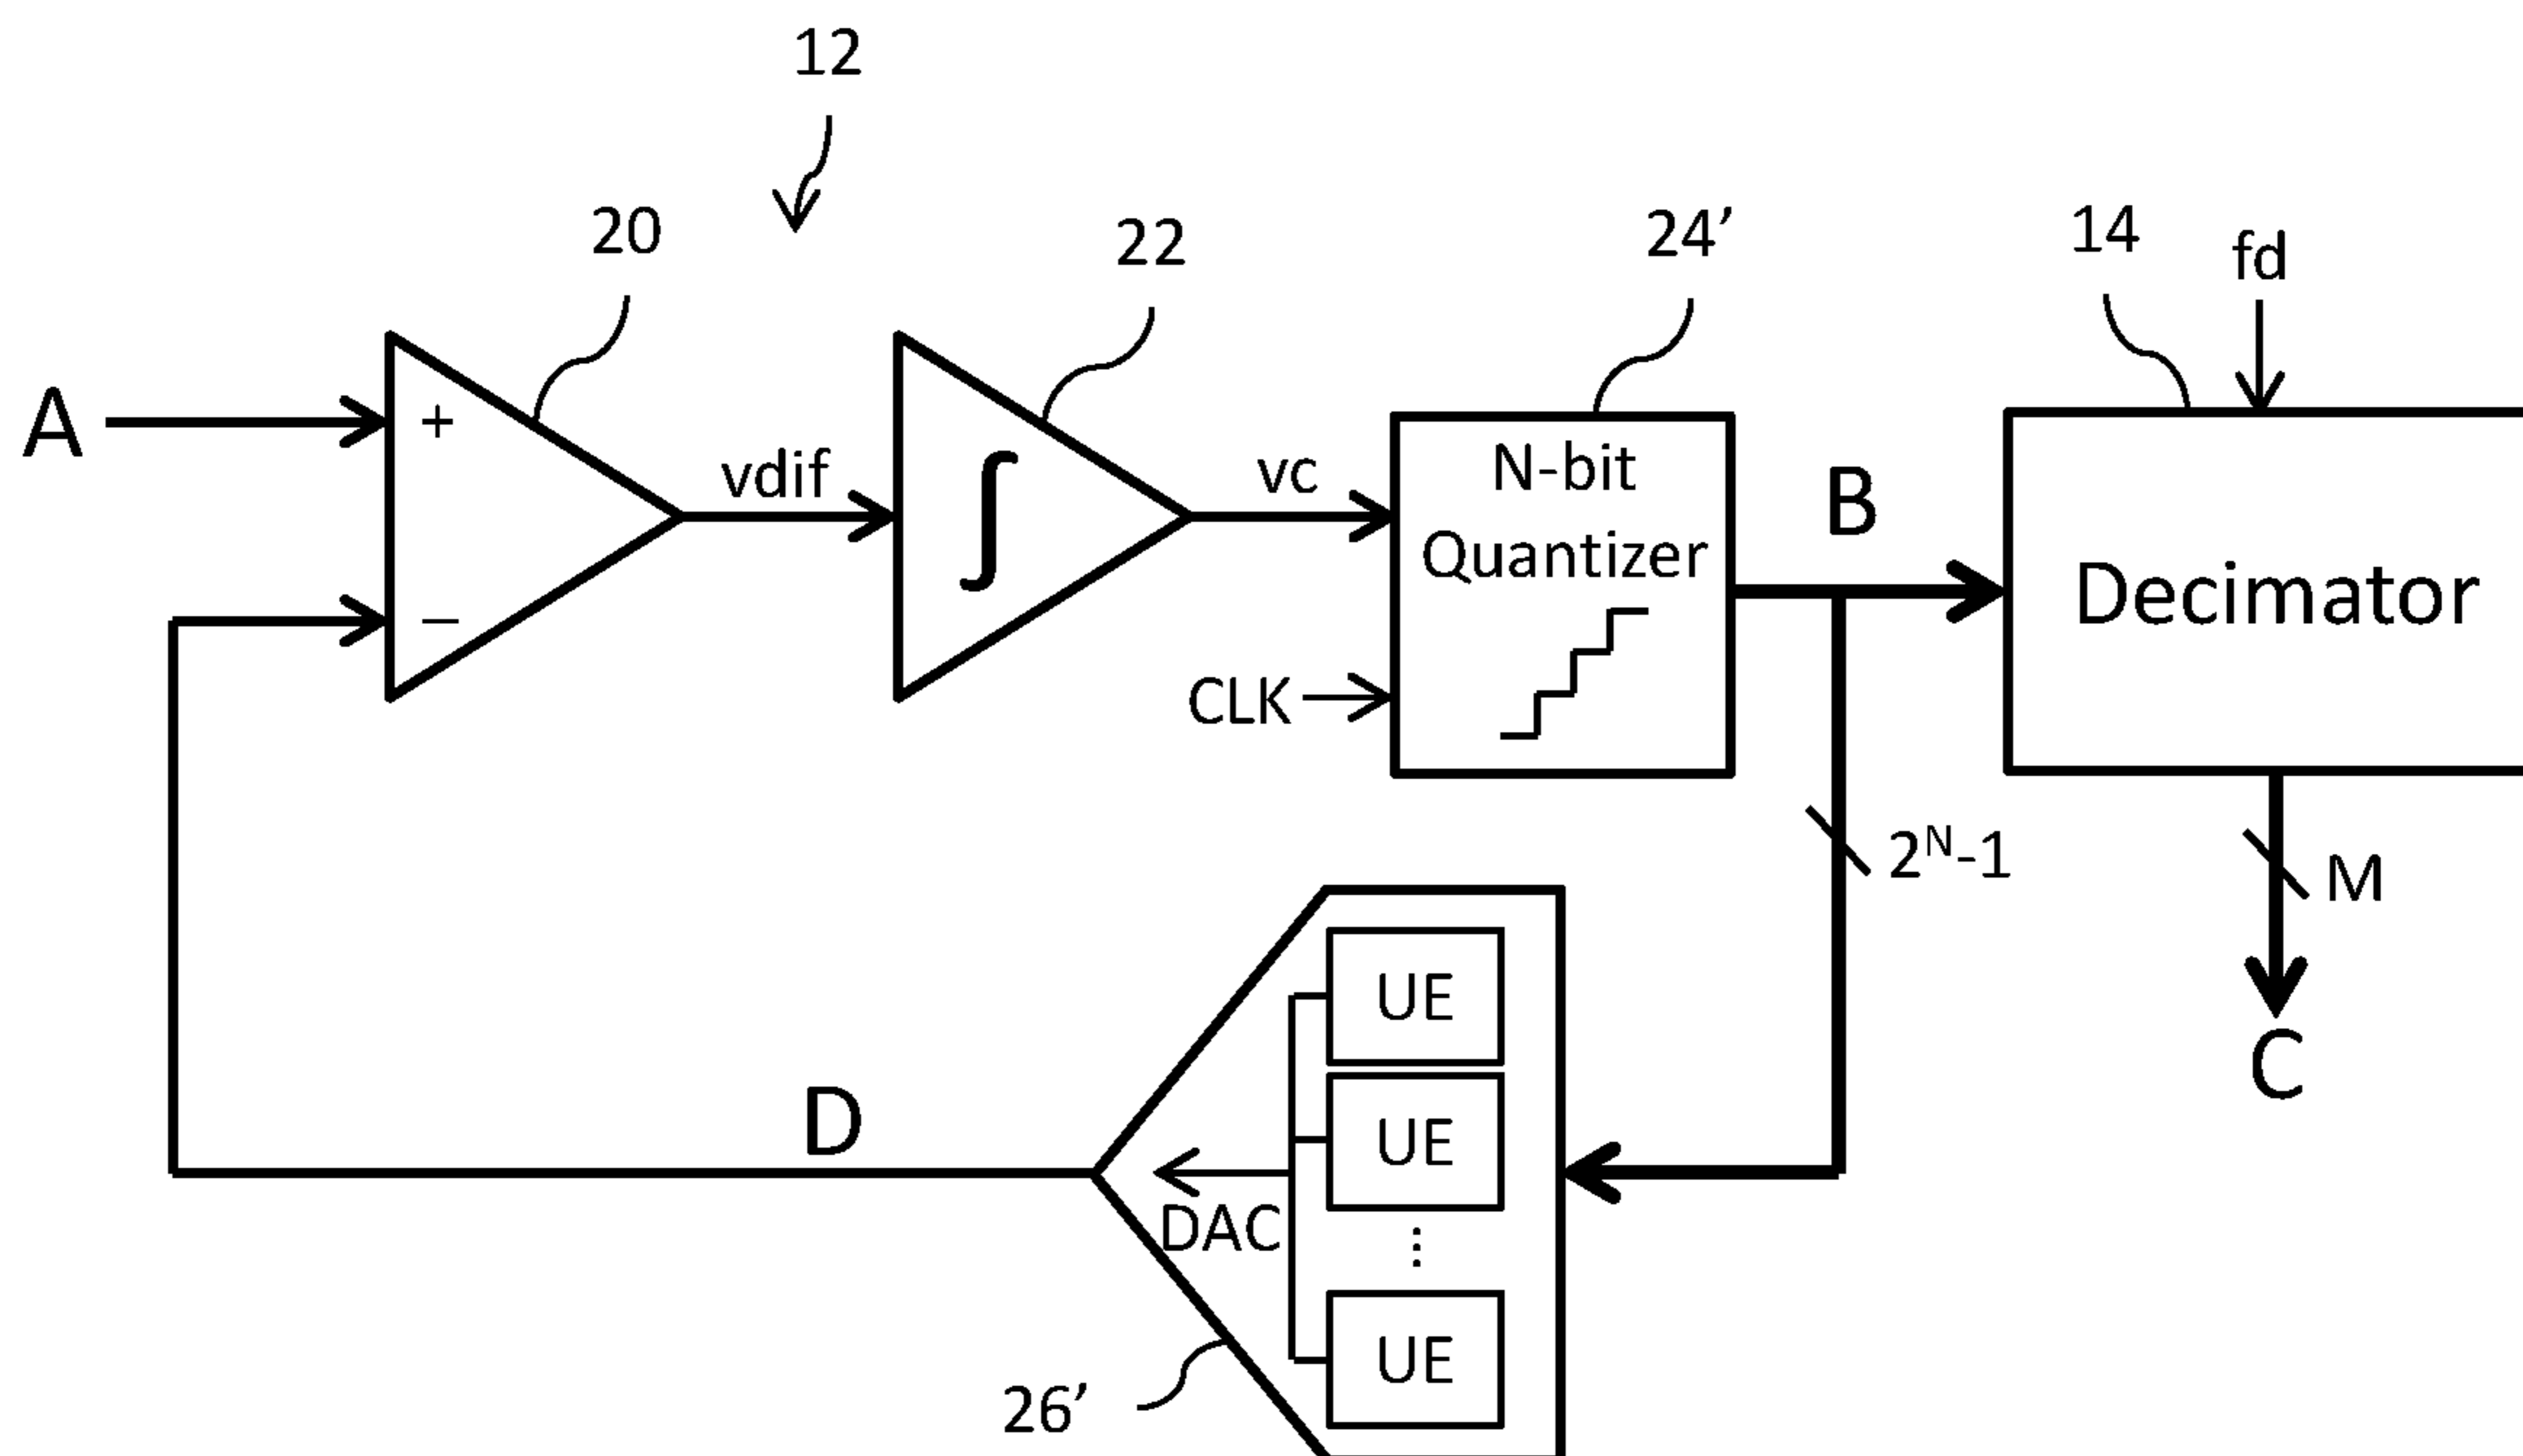 12
20
22
24’
14
fd
A
+
–
vdif
∫
vc
N-bit
Quantizer
CLK
B
Decimator
2ᴺ-1
M
C
D
DAC
UE
UE
⋮
UE
26’